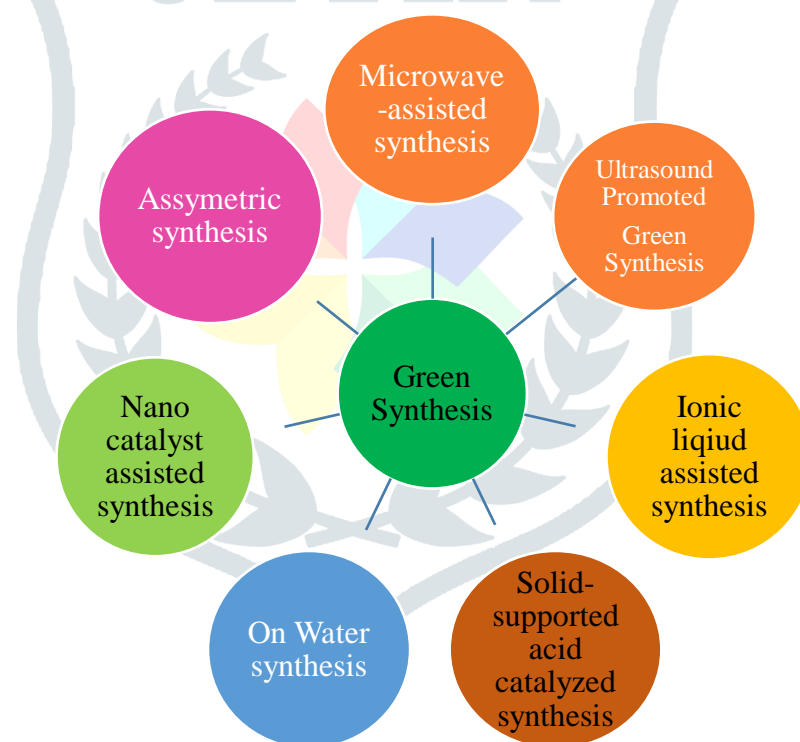 Microwave
-assisted
synthesis
Ultrasound
Promoted
Green
Synthesis
Assymetric
synthesis
Green
Synthesis
Nano
catalyst
assisted
synthesis
Ionic
liqiud
assisted
synthesis
On Water
synthesis
Solid-
supported
acid
catalyzed
synthesis